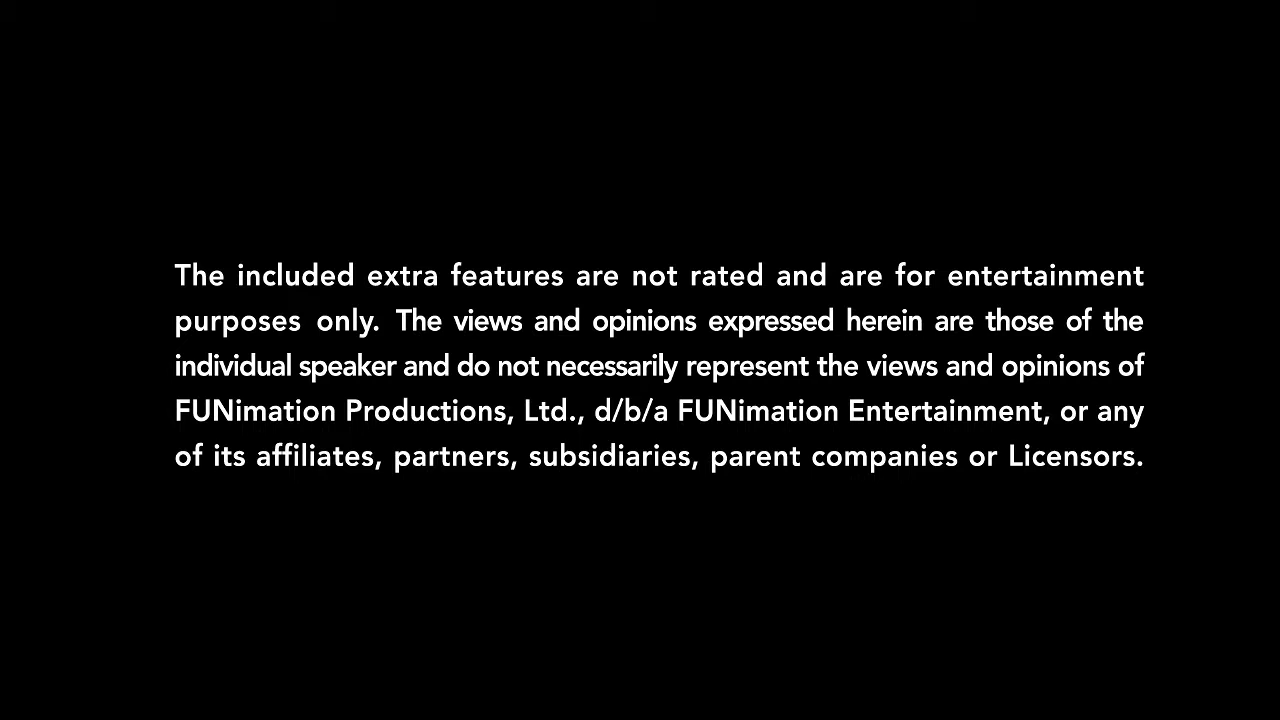 The included extra features are not rated and are for entertainment
purposes only. The views and opinions expressed herein are those of the
individual speaker and do not necessarily represent the views and opinions of
FUNimation Productions, Ltd., d/b/a FUNimation Entertainment, or any
of its affiliates, partners, subsidiaries, parent companies or Licensors.